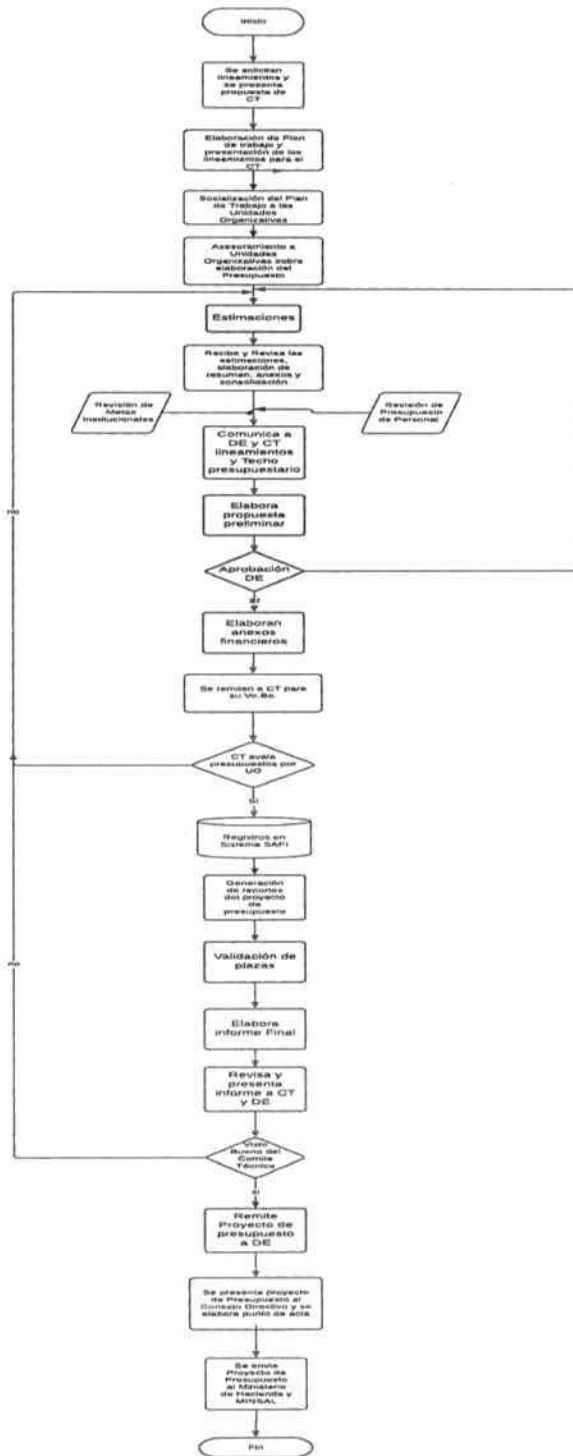 Inicio
Se solicitan
lineamientos y
se presenta
propuesta de
CT
Elaboración de Plan
de trabajo y
presentación de los
lineamientos para el
CT
Socialización del Plan
de Trabajo a las
Unidades
Organizativas
Asesoramiento a
Unidades
Organizativas sobre
elaboración del
Presupuesto
Estimaciones
Recibe y Revisa las
estimaciones,
elaboración de
resumen, anexos y
consolidación
Revisión de
Metas
Institucionales
Revisión de
Presupuesto
de Personal
Comunica a
DE y CT
lineamientos
y Techo
presupuestario
no
Elabora
propuesta
preliminar
Aprobación
DE
si
Elaboran
anexos
financieros
Se remiten a CT para
su Vo.Bo.
CT avala
presupuestos por
UO
Si
Registros en
Sistema SAFI
Generación
de reportes
del proyecto
de
presupuesto
Validación de
plazas
no
Elabora
informe Final
Revisa y
presenta
informe a CT
y DE
Visto
Bueno del
Comité
Técnico
si
Remite
Proyecto de
presupuesto
a DE
Se presenta proyecto
de Presupuesto al
Consejo Directivo y se
elabora punto de acta
Se envia
Proyecto de
Presupuesto
al Ministerio
de Hacienda y
MINSAL
Fin